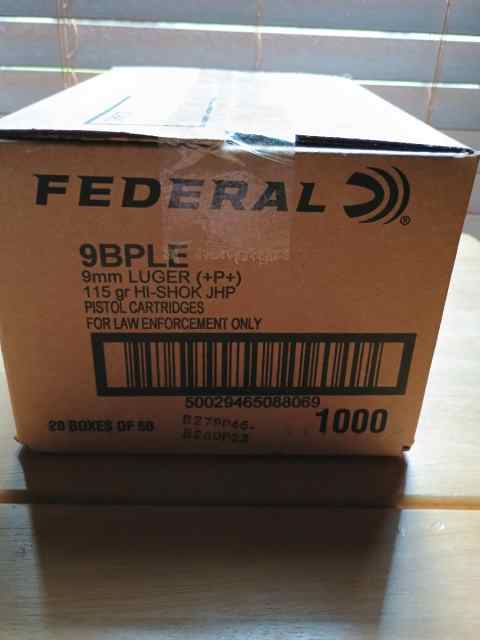 FEDERAL ®
9BPLE
9mm LUGER (+P+)
115 gr HI-SHOK JHP
PISTOL CARTRIDGES
FOR LAW ENFORCEMENT ONLY
50029465088069
20 BOXES OF 50
1000